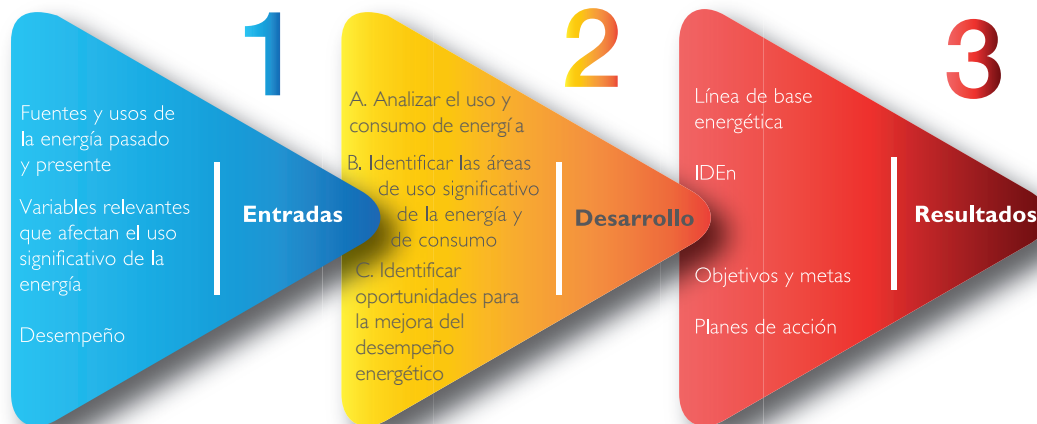 1
Fuentes y usos de
la energía pasado
y presente
Variables relevantes
que afectan el uso
significativo de la
energía
Desempeño
Entradas
2
A. Analizar el uso y
consumo de energía
B. Identificar las áreas
de uso significativo
de la energía y
de consumo
C. Identificar
oportunidades para
la mejora del
desempeño
energético
Desarrollo
3
Línea de base
energética
IDEn
Objetivos y metas
Planes de acción
Resultados